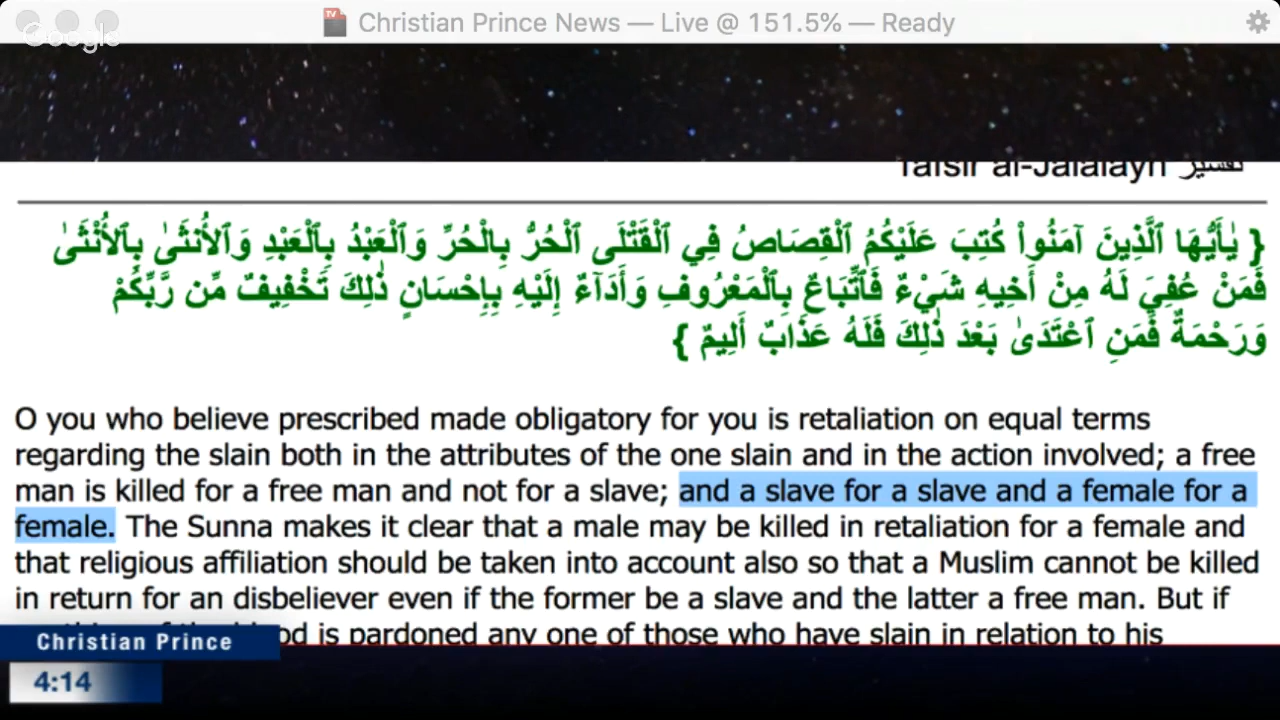 Christian Prince News — Live @ 151.5% — Ready
Google
Tafsir al-Jalalayn تفسير
{ يٰأَيُّهَا ٱلَّذِينَ آمَنُواْ كُتِبَ عَلَيْكُمُ ٱلْقِصَاصُ فِي ٱلْقَتْلَى ٱلْحُرُّ بِالْحُرِّ وَٱلْعَبْدُ بِٱلْعَبْدِ وَٱلأُنثَىٰ بِٱلأُنْثَىٰ
فَمَنْ عُفِيَ لَهُ مِنْ أَخِيهِ شَيْءٌ فَٱتِّبَاعٌ بِٱلْمَعْرُوفِ وَأَدَآءٌ إِلَيْهِ بِإِحْسَانٍ ذٰلِكَ تَخْفِيفٌ مِّن رَّبِّكُمْ
وَرَحْمَةٌ فَمَنِ ٱعْتَدَىٰ بَعْدَ ذٰلِكَ فَلَهُ عَذَابٌ أَلِيمٌ }
O you who believe prescribed made obligatory for you is retaliation on equal terms
regarding the slain both in the attributes of the one slain and in the action involved; a free
man is killed for a free man and not for a slave; and a slave for a slave and a female for a
female. The Sunna makes it clear that a male may be killed in retaliation for a female and
that religious affiliation should be taken into account also so that a Muslim cannot be killed
in return for an disbeliever even if the former be a slave and the latter a free man. But if
is pardoned any one of those who have slain in relation to his
Christian Prince
4:14